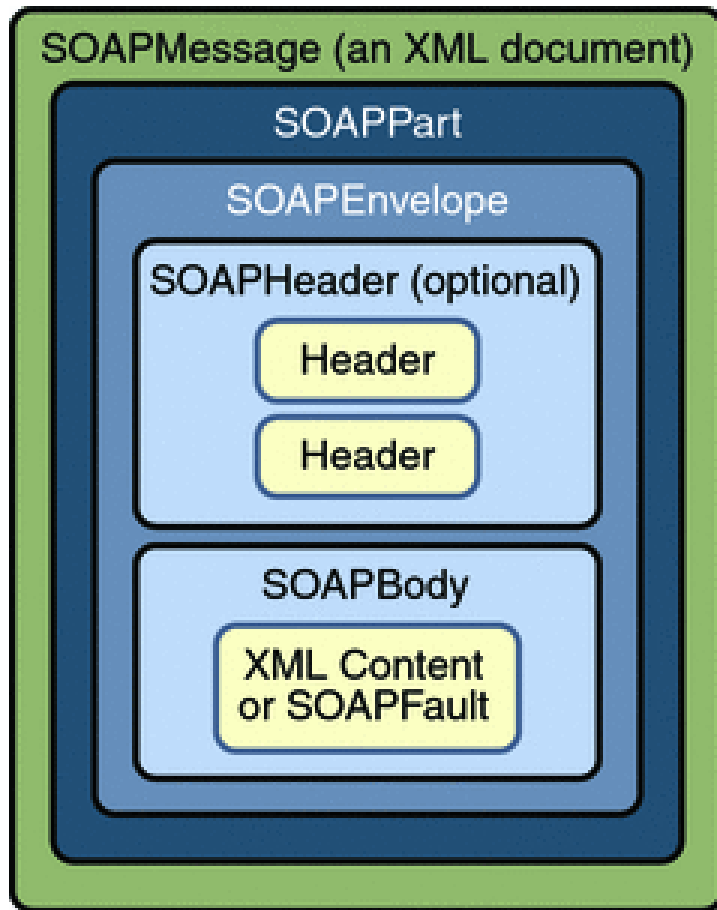 SOAPMessage (an XML document)
SOAPPart
SOAPEnvelope
SOAPHeader (optional)
Header
Header
SOAPBody
XML Content
or SOAPFault